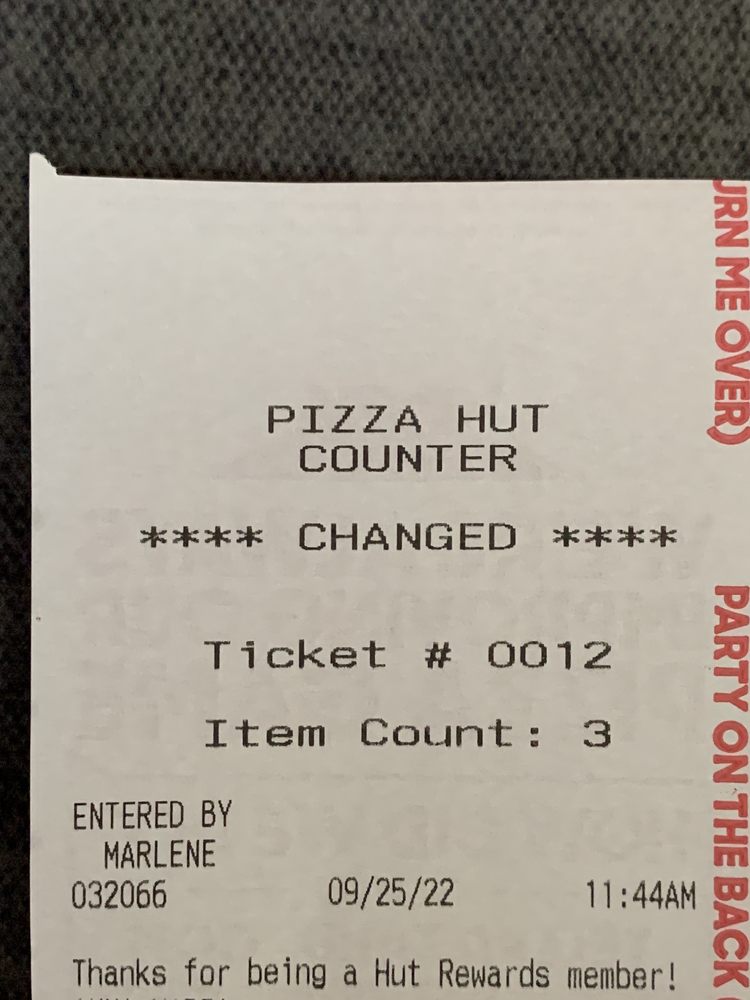 PIZZA HUT
COUNTER
**** CHANGED ****
Ticket # 0012
Item Count: 3
ENTERED BY
MARLENE
032066 09/25/22 11:44AM
Thanks for being a Hut Rewards member!
ME OVER)
PARTY ON THE BACK